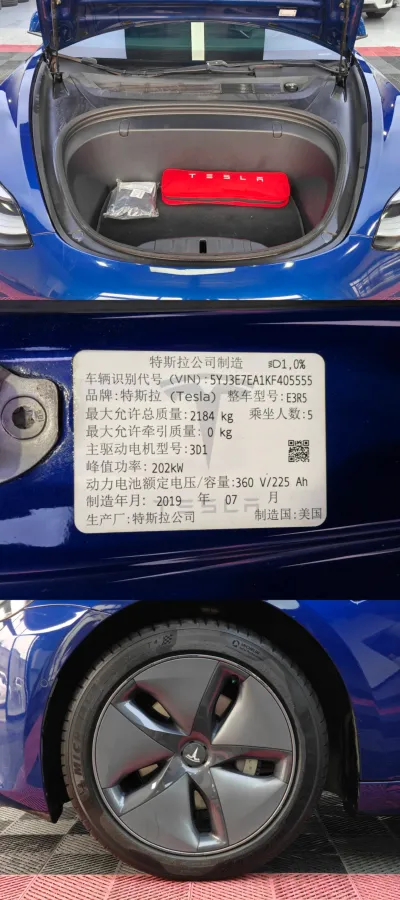 TESLA
特斯拉公司制造
1,0%
车辆识别代号 (VIN):5YJ3E7EA1KF405555
品牌:特斯拉 (Tesla) 整车型号:E3R5
最大允许总质量:2184 kg 乘坐人数:5
最大允许牵引质量: 0 kg
主驱动电机型号:3D1
峰值功率: 202kW
动力电池额定电压/容量:360 V/225 Ah
制造年月: 2019 年 07 月
生产厂:特斯拉公司 制造国:美国